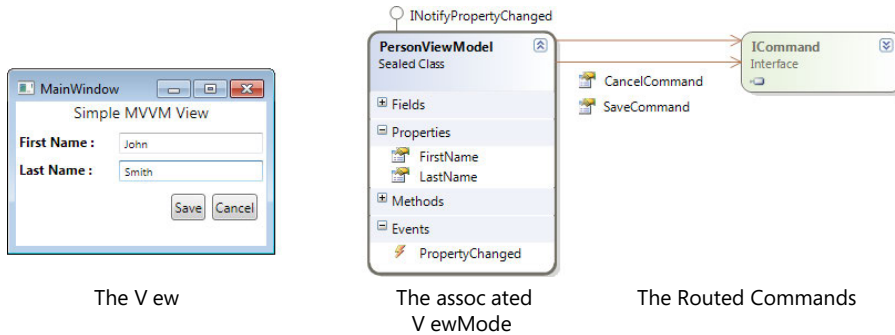 INotifyPropertyChanged
MainWindow
Simple MVVM View
First Name :
John
Last Name :
Smith
Save
Cancel
PersonViewModel
Sealed Class
Fields
Properties
FirstName
LastName
Methods
Events
PropertyChanged
ICommand
Interface
CancelCommand
SaveCommand
The V ew
The assoc ated
V ewMode
The Routed Commands